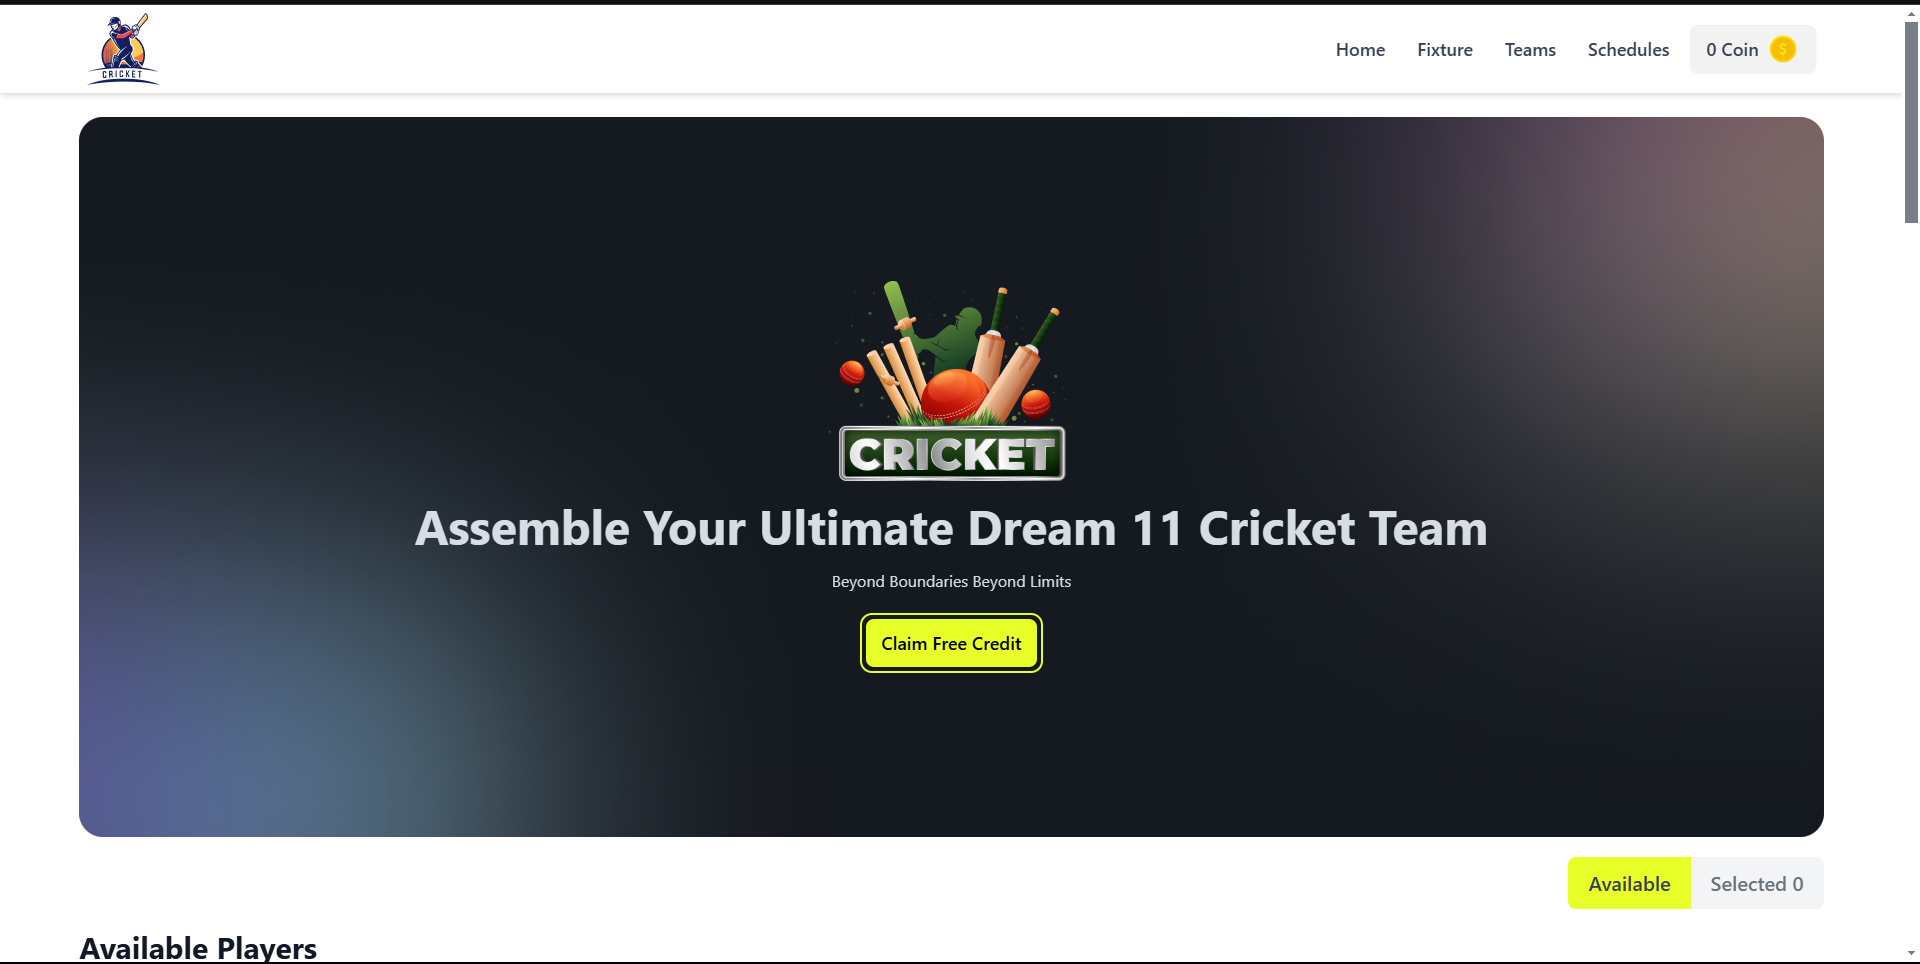 CRICKET
Home Fixture Teams Schedules 0 Coin $
CRICKET
Assemble Your Ultimate Dream 11 Cricket Team
Beyond Boundaries Beyond Limits
Claim Free Credit
Available Selected 0
Available Players